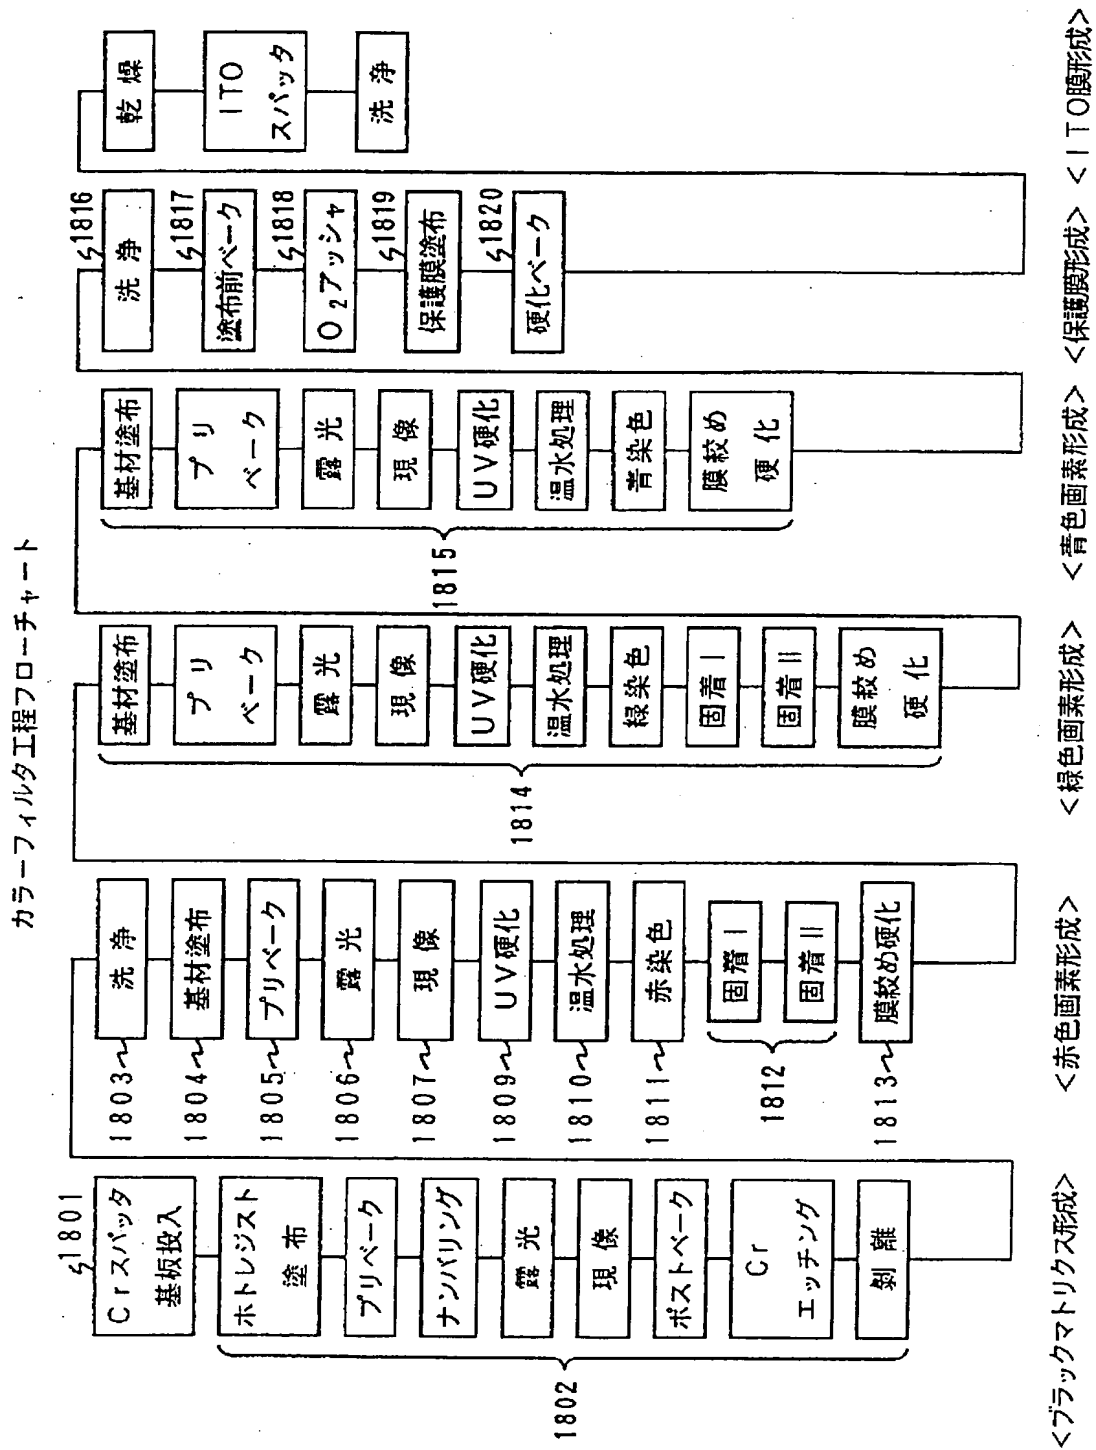 カラーフィルタ工程フローチャート
1801
Crスパッタ
基板投入
ホトレジスト
塗布
プリベーク
ナンバリング
露光
現像
ポストベーク
Cr
エッチング
剝離
1802
<ブラックマトリクス形成>
1803
洗浄
1804
基材塗布
1805
プリベーク
1806
露光
1807
現像
1809
UV硬化
1810
温水処理
1811
赤染色
固着I
固着II
1812
1813
膜絞め硬化
<赤色画素形成>
基材塗布
プリ
ベーク
露光
現像
UV硬化
温水処理
緑染色
固着I
固着II
膜絞め
硬化
1814
<緑色画素形成>
基材塗布
プリ
ベーク
露光
現像
UV硬化
温水処理
青染色
膜絞め
硬化
1815
<青色画素形成>
1816
洗浄
1817
塗布前ベーク
1818
O2アッシャ
1819
保護膜塗布
1820
硬化ベーク
<保護膜形成>
乾燥
ITO
スパッタ
洗浄
<ITO膜形成>